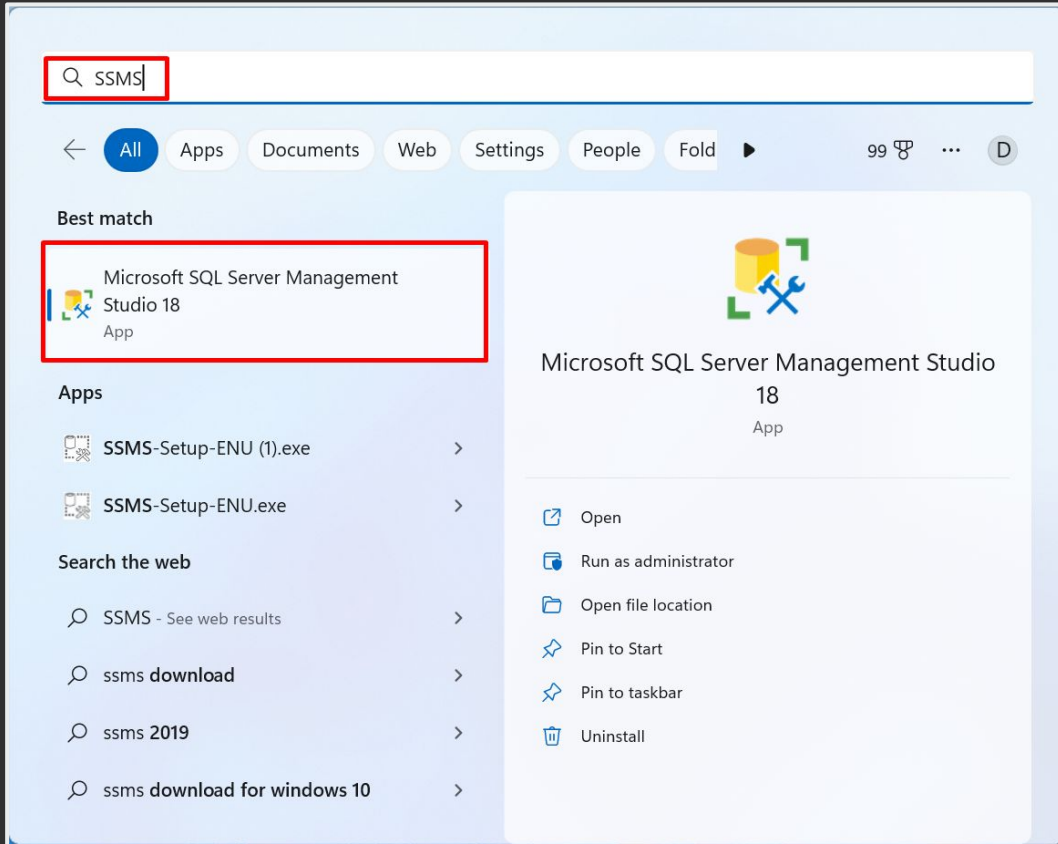 SSMS
All Apps Documents Web Settings People Fold 99 ... D
Best match
Microsoft SQL Server Management
Studio 18
App
Apps
SSMS-Setup-ENU (1).exe
SSMS-Setup-ENU.exe
Search the web
SSMS - See web results
ssms download
ssms 2019
ssms download for windows 10
Microsoft SQL Server Management Studio
18
App
Open
Run as administrator
Open file location
Pin to Start
Pin to taskbar
Uninstall